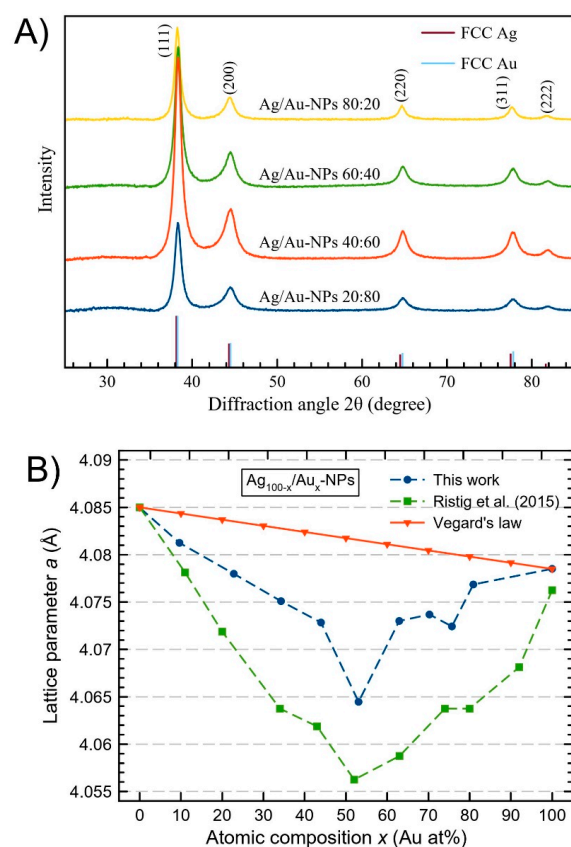 A)
FCC Ag
FCC Au
(111)
(200)
(220)
(311)
(222)
Ag/Au-NPs 80:20
Ag/Au-NPs 60:40
Ag/Au-NPs 40:60
Ag/Au-NPs 20:80
Intensity
30 40 50 60 70 80
Diffraction angle 2θ (degree)
B)
Ag₁₀₀₋ₓ/Auₓ-NPs
This work
Ristig et al. (2015)
Vegard's law
4.09
4.085
4.08
4.075
4.07
4.065
4.06
4.055
Lattice parameter a (Å)
0 10 20 30 40 50 60 70 80 90 100
Atomic composition x (Au at%)